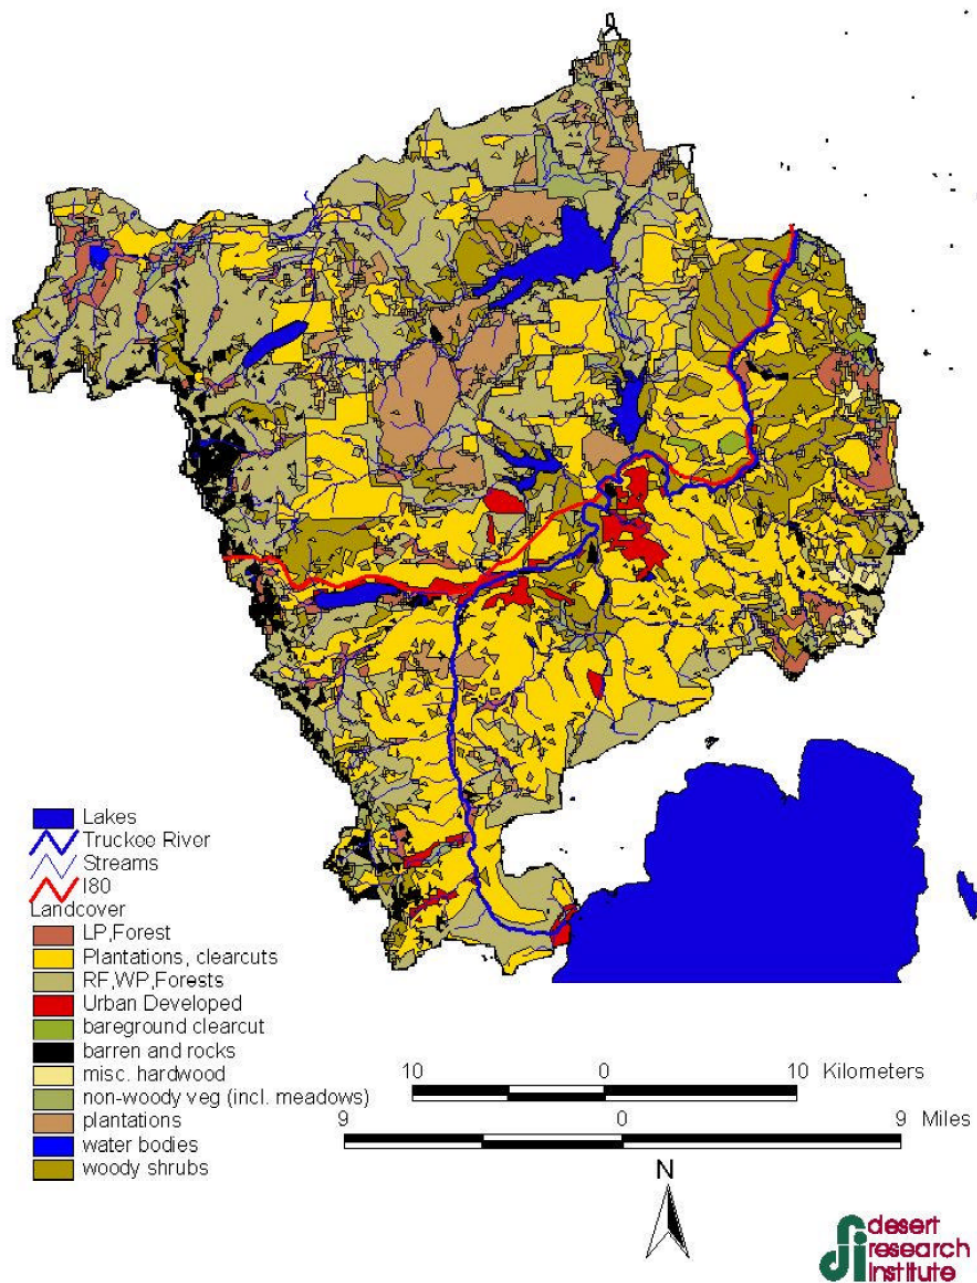 Lakes
Truckee River
Streams
I80
Landcover
LP,Forest
Plantations, clearcuts
RF,WP,Forests
Urban Developed
bareground clearcut
barren and rocks
misc. hardwood
non-woody veg (incl. meadows)
plantations
water bodies
woody shrubs
10 0 10 Kilometers
9 0 9 Miles
N
desert
research
institute